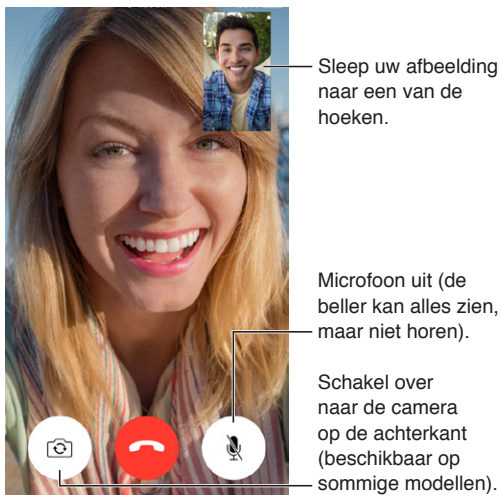 Sleep uw afbeelding
naar een van de
hoeken.
Microfoon uit (de
beller kan alles zien,
maar niet horen).
Schakel over
naar de camera
op de achterkant
(beschikbaar op
sommige modellen).